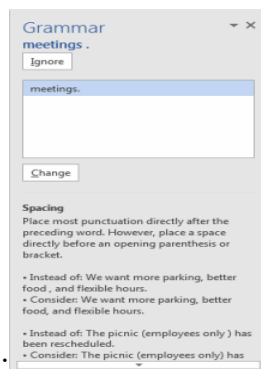 Grammar
meetings .
Ignore
meetings.
Change
Spacing
Place most punctuation directly after the
preceding word. However, place a space
directly before an opening parenthesis or
bracket.
• Instead of: We want more parking, better
food , and flexible hours.
• Consider: We want more parking, better
food, and flexible hours.
• Instead of: The picnic (employees only ) has
been rescheduled.
• Consider: The picnic (employees only) has